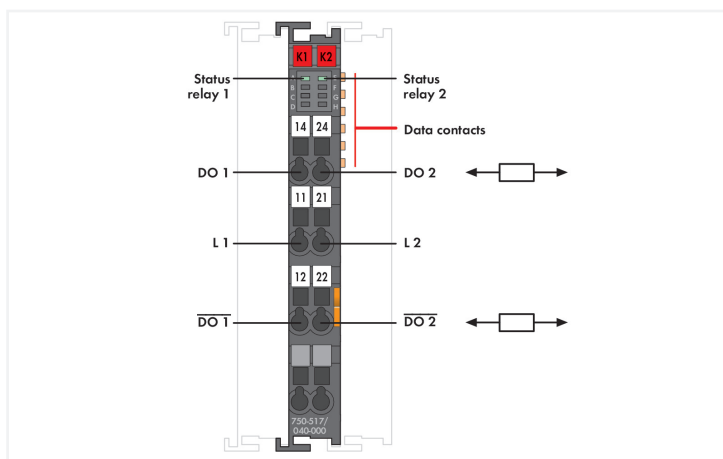 K1 K2
Status
relay 1
Status
relay 2
A
B
C
D
F
G
H
Data contacts
14 24
DO 1
DO 2
11 21
L 1
L 2
12 22
DO 1
DO 2
750-517/
040-000